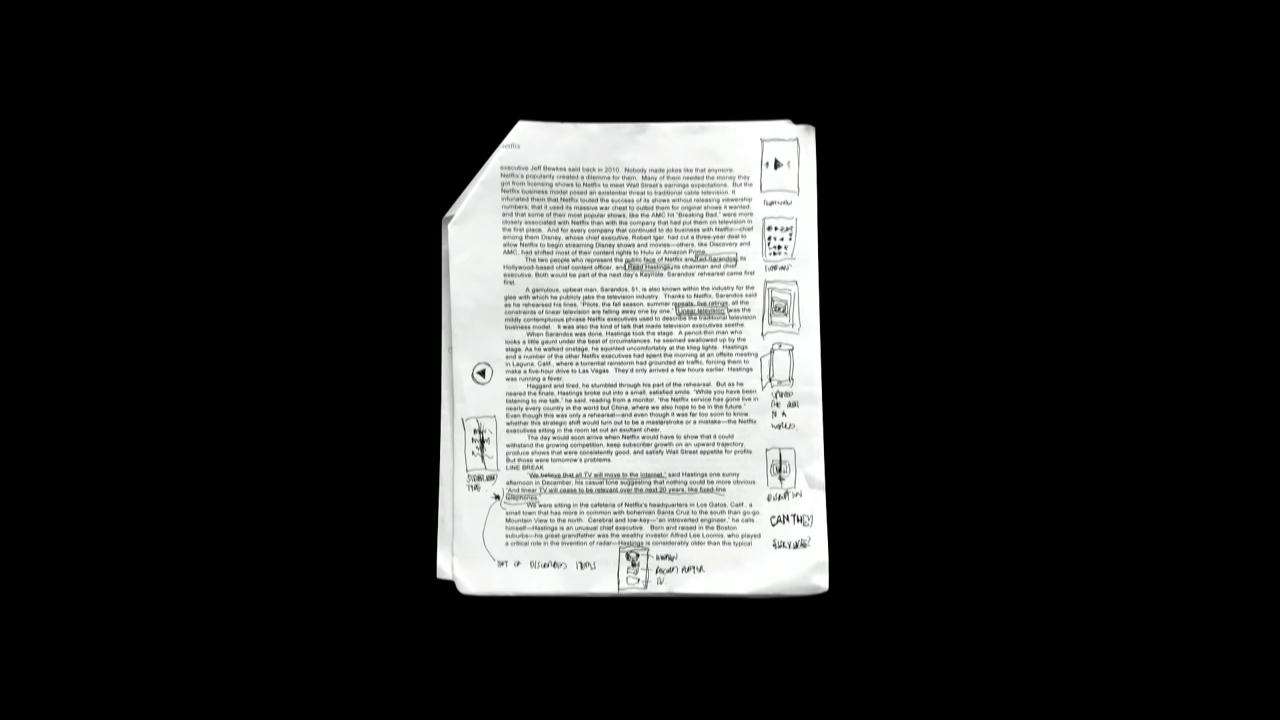 executive Jeff Bewkes said back in 2010. Nobody made jokes like that anymore.
Netflix's popularity created a dilemma for them. Many of them needed the money they
got from licensing shows to Netflix to meet Wall Street's earnings expectations. But the
Netflix business model posed an existential threat to traditional cable television. It
infuriated them that Netflix touted the success of its shows without releasing viewership
numbers; that it used its massive war chest to outbid them for original shows it wanted;
and that some of their most popular shows, like the AMC hit "Breaking Bad," were more
closely associated with Netflix than with the company that had put them on television in
the first place. And for every company that continued to do business with Netflix—chief
among them Disney, whose chief executive, Robert Iger, had cut a three-year deal to
allow Netflix to begin streaming Disney shows and movies—others, like Discovery and
AMC, had shifted most of their content rights to Hulu or Amazon Prime.
The two people who represent the public face of Netflix are Ted Sarandos, its
Hollywood-based chief content officer, and Reed Hastings, its chairman and chief
executive. Both would be part of the next day's Keynote. Sarandos' rehearsal came first
first.
A garrulous, upbeat man, Sarandos, 51, is also known within the industry for the
glee with which he publicly jabs the television industry. Thanks to Netflix, Sarandos said
as he rehearsed his lines, "Pilots, the fall season, summer repeats, live ratings, all the
constraints of linear television are falling away one by one." "Linear television" was the
mildly contemptuous phrase Netflix executives used to describe the traditional television
business model. It was also the kind of talk that made television executives seethe.
When Sarandos was done, Hastings took the stage. A pencil-thin man who
looks a little gaunt under the best of circumstances, he seemed swallowed up by the
stage. As he walked onstage, he squinted uncomfortably at the klieg lights. Hastings
and a number of the other Netflix executives had spent the morning at an offsite meeting
in Laguna, Calif., where a torrential rainstorm had grounded air traffic, forcing them to
make a five-hour drive to Las Vegas. They'd only arrived a few hours earlier. Hastings
was running a fever.
Haggard and tired, he stumbled through his part of the rehearsal. But as he
neared the finale, Hastings broke out into a small, satisfied smile. "While you have been
listening to me talk," he said, reading from a monitor, "the Netflix service has gone live in
nearly every country in the world but China, where we also hope to be in the future."
Even though this was only a rehearsal—and even though it was far too soon to know
whether this strategic shift would turn out to be a masterstroke or a mistake—the Netflix
executives sitting in the room let out an exultant cheer.
The day would soon arrive when Netflix would have to show that it could
withstand the growing competition, keep subscriber growth on an upward trajectory,
produce shows that were consistently good, and satisfy Wall Street appetite for profits.
But those were tomorrow's problems.
LINE BREAK
"We believe that all TV will move to the Internet," said Hastings one sunny
afternoon in December, his casual tone suggesting that nothing could be more obvious.
"And linear TV will cease to be relevant over the next 20 years, like fixed-line
telephones."
We were sitting in the cafeteria of Netflix's headquarters in Los Gatos, Calif., a
small town that has more in common with bohemian Santa Cruz to the south than go-go
Mountain View to the north. Cerebral and low-key—"an introverted engineer," he calls
himself—Hastings is an unusual chief executive. Born and raised in the Boston
suburbs—his great-grandfather was the wealthy investor Alfred Lee Loomis, who played
a critical role in the invention of radar—Hastings is considerably older than the typical
SET OF DISCARDED ITEMS
TV
CAN THEY
SURVIVE?